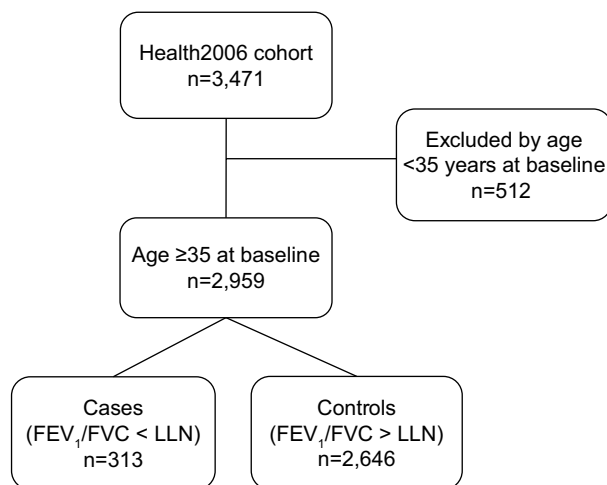 Health2006 cohort
n=3,471
Excluded by age
<35 years at baseline
n=512
Age ≥35 at baseline
n=2,959
Cases
(FEV₁/FVC < LLN)
n=313
Controls
(FEV₁/FVC > LLN)
n=2,646